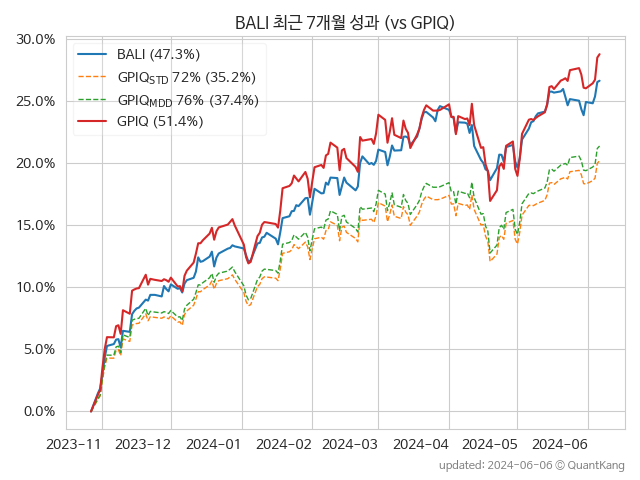 BALI 최근 7개월 성과 (vs GPIQ)
BALI (47.3%)
GPIQSTD 72% (35.2%)
GPIQMDD 76% (37.4%)
GPIQ (51.4%)
30.0%
25.0%
20.0%
15.0%
10.0%
5.0%
0.0%
2023-11 2023-12 2024-01 2024-02 2024-03 2024-04 2024-05 2024-06
updated: 2024-06-06 © QuantKang